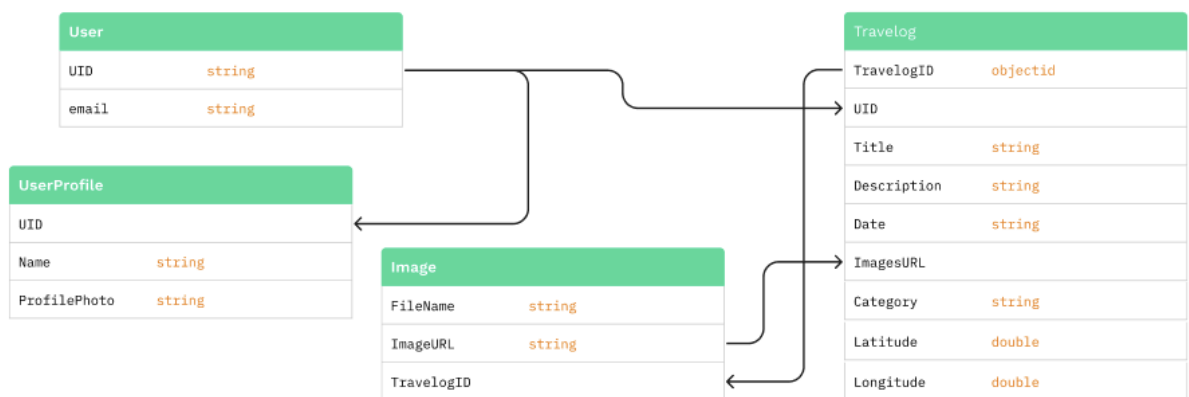 User
UID string
email string
UserProfile
UID
Name string
ProfilePhoto string
Image
FileName string
ImageURL string
TravelogID
Travelog
TravelogID objectid
UID
Title string
Description string
Date string
ImagesURL
Category string
Latitude double
Longitude double